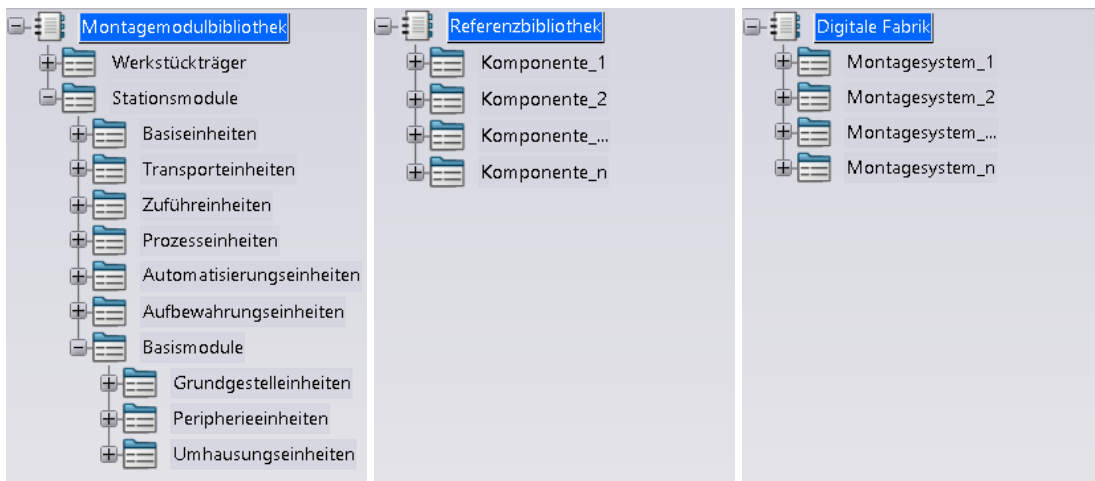 Montagemodulbibliothek
Werkstückträger
Stationsmodule
Basiseinheiten
Transporteinheiten
Zuführeinheiten
Prozesseinheiten
Automatisierungseinheiten
Aufbewahrungseinheiten
Basismodule
Grundgestelleinheiten
Peripherieeinheiten
Umhausungseinheiten
Referenzbibliothek
Komponente_1
Komponente_2
Komponente_...
Komponente_n
Digitale Fabrik
Montagesystem_1
Montagesystem_2
Montagesystem_...
Montagesystem_n